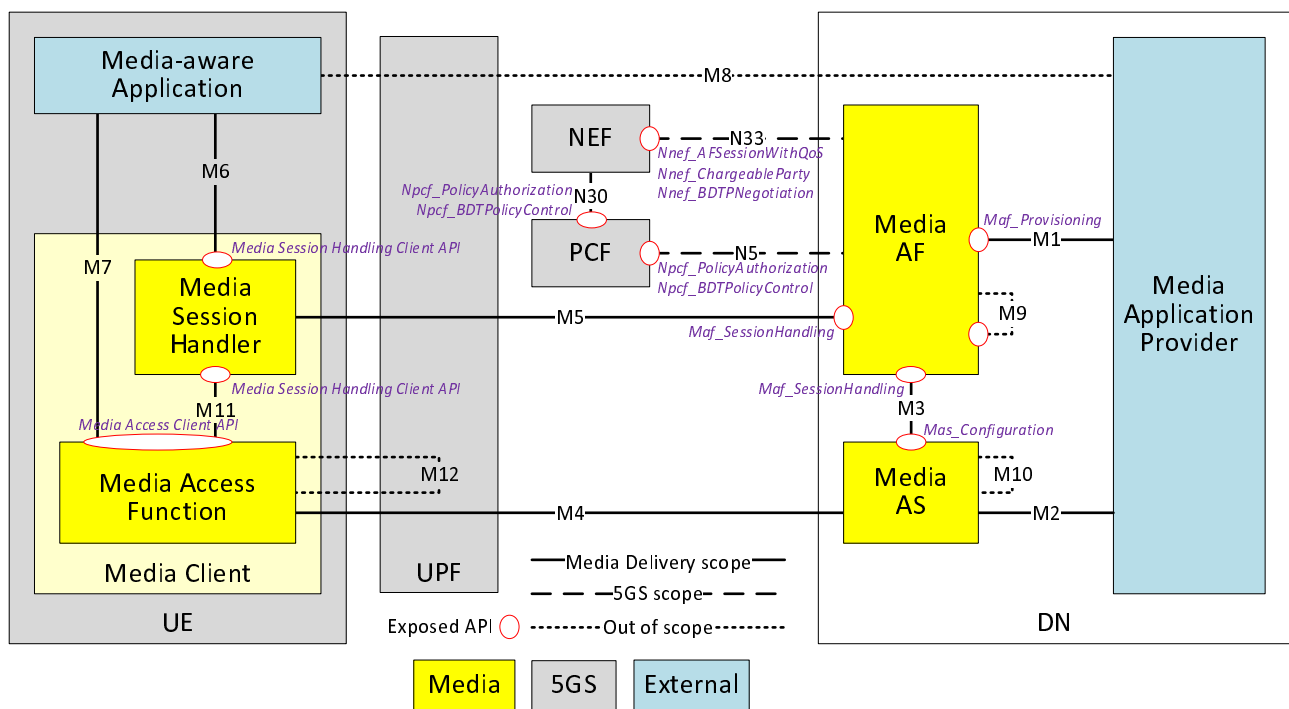 Media-aware
Application
M8
NEF
N33
Nnef_AFSessionWithQoS
Nnef_ChargeableParty
Nnef_BDTPNegotiation
M6
Npcf_PolicyAuthorization
Npcf_BDTPolicyControl
N30
PCF
N5
Npcf_PolicyAuthorization
Npcf_BDTPolicyControl
Media
AF
Maf_Provisioning
M1
Media
Application
Provider
Media Session Handling Client API
M7
Media
Session
Handler
M5
Maf_SessionHandling
M9
Media Session Handling Client API
M11
Maf_SessionHandling
M3
Media Access Client API
Mas_Configuration
Media Access
Function
M12
Media
AS
M10
M4
M2
Media Client
UPF
UE
DN
Media Delivery scope
5GS scope
Exposed API
Out of scope
Media
5GS
External